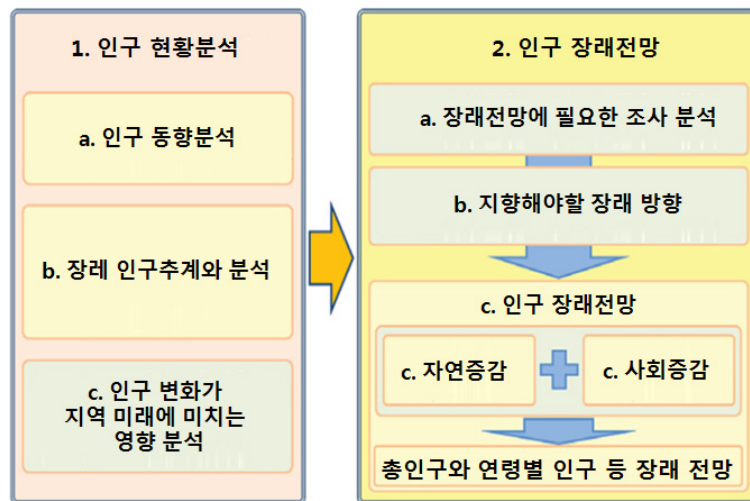 1. 인구 현황분석
a. 인구 동향분석
b. 장레 인구추계와 분석
c. 인구 변화가
지역 미래에 미치는
영향 분석
2. 인구 장래전망
a. 장래전망에 필요한 조사 분석
b. 지향해야할 장래 방향
c. 인구 장래전망
c. 자연증감
c. 사회증감
총인구와 연령별 인구 등 장래 전망